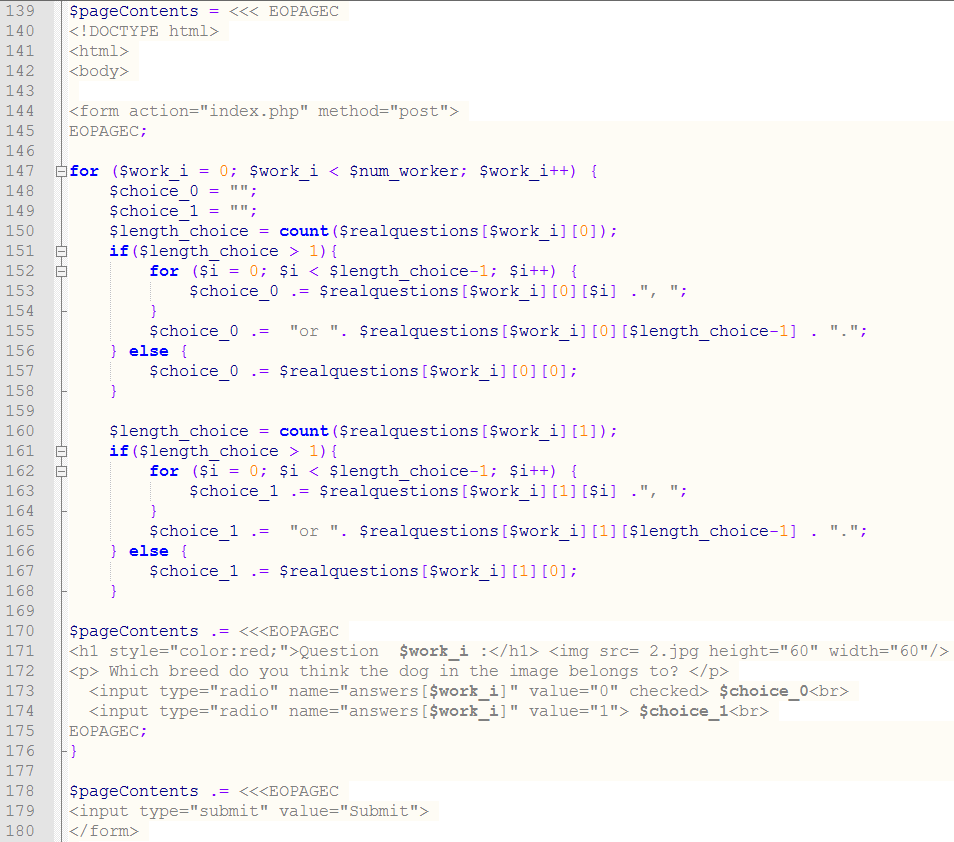 139 $pageContents = <<< EOPAGEC
140 <!DOCTYPE html>
141 <html>
142 <body>
143
144 <form action="index.php" method="post">
145 EOPAGEC;
146
147 for ($work_i = 0; $work_i < $num_worker; $work_i++) {
148     $choice_0 = "";
149     $choice_1 = "";
150     $length_choice = count($realquestions[$work_i][0]);
151     if($length_choice > 1){
152         for ($i = 0; $i < $length_choice-1; $i++) {
153             $choice_0 .= $realquestions[$work_i][0][$i] .", ";
154         }
155         $choice_0 .=  "or ". $realquestions[$work_i][0][$length_choice-1] . ".";
156     } else {
157         $choice_0 .= $realquestions[$work_i][0][0];
158     }
159
160     $length_choice = count($realquestions[$work_i][1]);
161     if($length_choice > 1){
162         for ($i = 0; $i < $length_choice-1; $i++) {
163             $choice_1 .= $realquestions[$work_i][1][$i] .", ";
164         }
165         $choice_1 .=  "or ". $realquestions[$work_i][1][$length_choice-1] . ".";
166     } else {
167         $choice_1 .= $realquestions[$work_i][1][0];
168     }
169
170 $pageContents .= <<<EOPAGEC
171 <h1 style="color:red;">Question  $work_i :</h1> <img src= 2.jpg height="60" width="60"/>
172 <p> Which breed do you think the dog in the image belongs to? </p>
173   <input type="radio" name="answers[$work_i]" value="0" checked> $choice_0<br>
174   <input type="radio" name="answers[$work_i]" value="1"> $choice_1<br>
175 EOPAGEC;
176 }
177
178 $pageContents .= <<<EOPAGEC
179 <input type="submit" value="Submit">
180 </form>